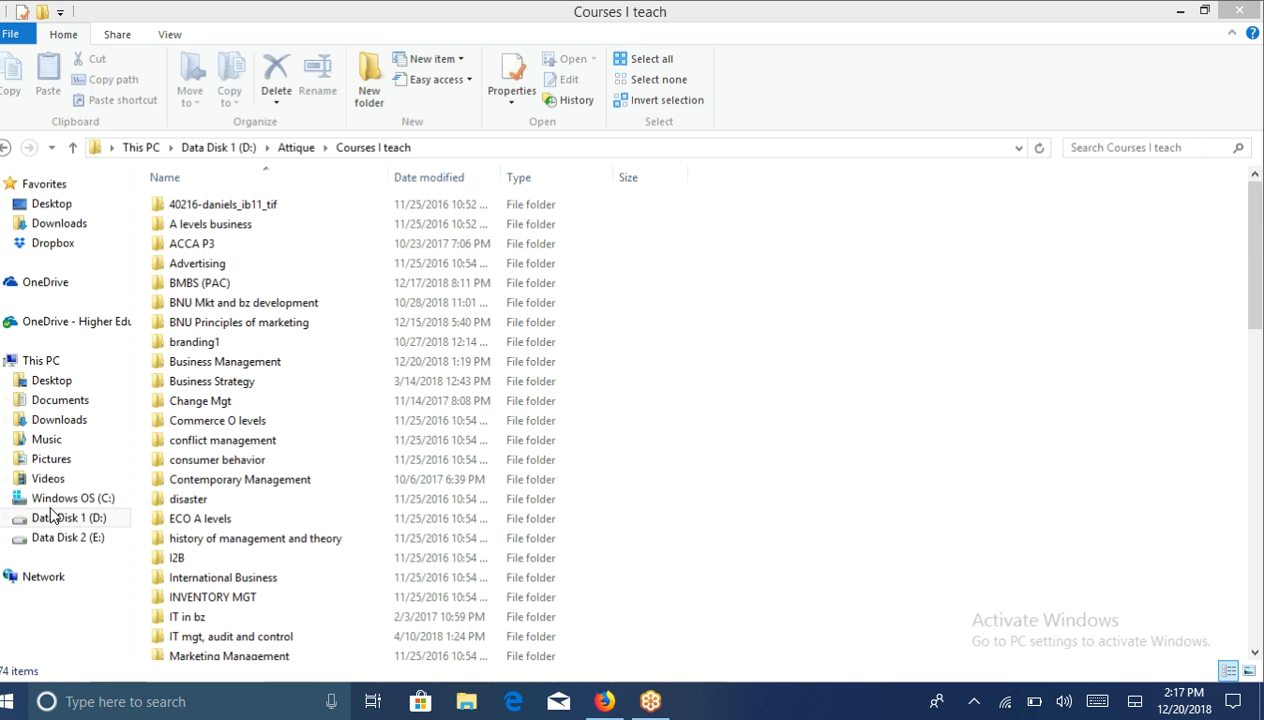 Courses I teach
File Home Share View
Copy Paste Cut
Copy path
Paste shortcut
Clipboard
Move to Copy to Delete Rename
Organize
New folder
New item
Easy access
New
Properties
Open
Edit
History
Open
Select all
Select none
Invert selection
Select
This PC Data Disk 1 (D:) Attique Courses I teach
Search Courses I teach
Name Date modified Type Size
Favorites
Desktop
Downloads
Dropbox
OneDrive
OneDrive - Higher Edu
This PC
Desktop
Documents
Downloads
Music
Pictures
Videos
Windows OS (C:)
Data Disk 1 (D:)
Data Disk 2 (E:)
Network
40216-daniels_ib11_tif 11/25/2016 10:52 ... File folder
A levels business 11/25/2016 10:52 ... File folder
ACCA P3 10/23/2017 7:06 PM File folder
Advertising 11/25/2016 10:54 ... File folder
BMBS (PAC) 12/17/2018 8:11 PM File folder
BNU Mkt and bz development 10/28/2018 11:01 ... File folder
BNU Principles of marketing 12/15/2018 5:40 PM File folder
branding1 10/27/2018 12:14 ... File folder
Business Management 12/20/2018 1:19 PM File folder
Business Strategy 3/14/2018 12:43 PM File folder
Change Mgt 11/14/2017 8:08 PM File folder
Commerce O levels 11/25/2016 10:54 ... File folder
conflict management 11/25/2016 10:54 ... File folder
consumer behavior 11/25/2016 10:54 ... File folder
Contemporary Management 10/6/2017 6:39 PM File folder
disaster 11/25/2016 10:54 ... File folder
ECO A levels 11/25/2016 10:54 ... File folder
history of management and theory 11/25/2016 10:54 ... File folder
I2B 11/25/2016 10:54 ... File folder
International Business 11/25/2016 10:54 ... File folder
INVENTORY MGT 11/25/2016 10:54 ... File folder
IT in bz 2/3/2017 10:59 PM File folder
IT mgt, audit and control 4/10/2018 1:24 PM File folder
Marketing Management 11/25/2016 10:54 ... File folder
Activate Windows
Go to PC settings to activate Windows.
74 items
Type here to search
2:17 PM
12/20/2018